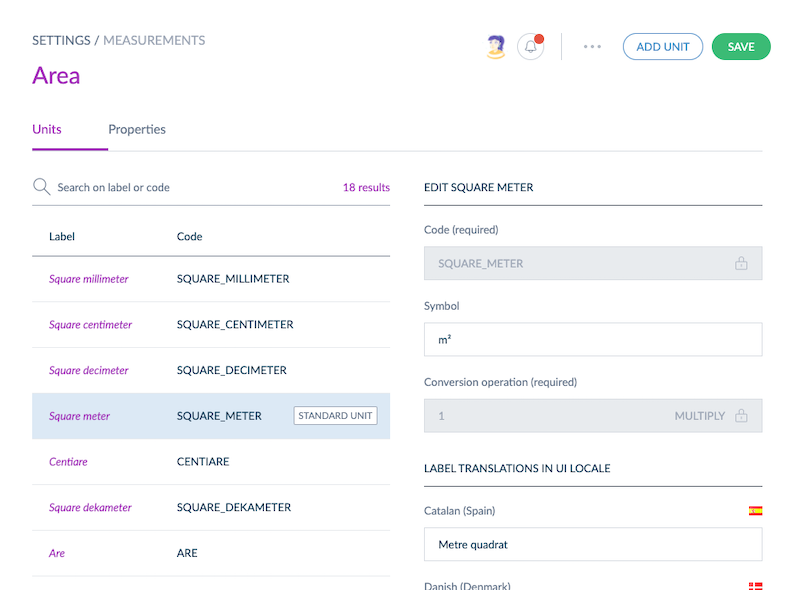 SETTINGS / MEASUREMENTS
ADD UNIT
SAVE
Area
Units
Properties
Search on label or code
18 results
Label
Code
Square millimeter
SQUARE_MILLIMETER
Square centimeter
SQUARE_CENTIMETER
Square decimeter
SQUARE_DECIMETER
Square meter
SQUARE_METER
STANDARD UNIT
Centiare
CENTIARE
Square dekameter
SQUARE_DEKAMETER
Are
ARE
EDIT SQUARE METER
Code (required)
SQUARE_METER
Symbol
m²
Conversion operation (required)
1
MULTIPLY
LABEL TRANSLATIONS IN UI LOCALE
Catalan (Spain)
Metre quadrat
Danish (Denmark)